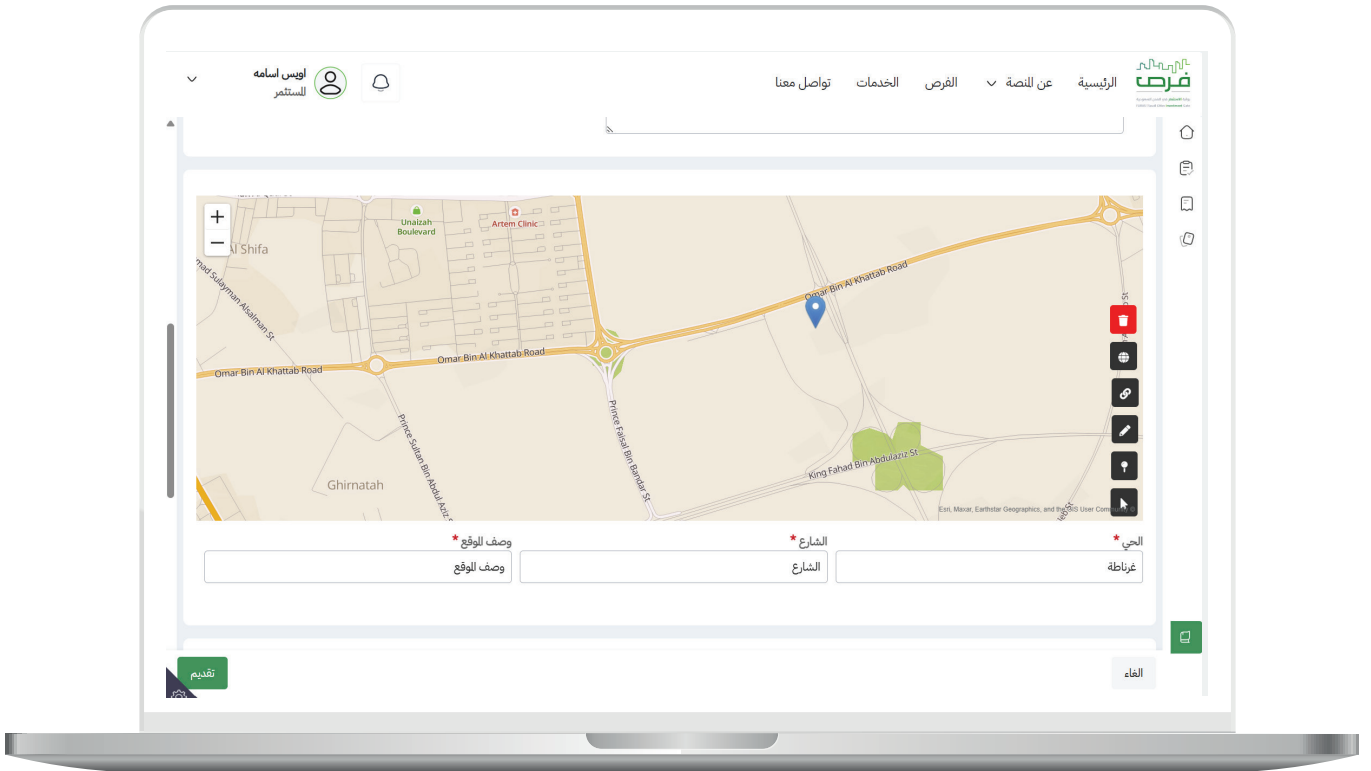 فرص
الرئيسية
عن المنصة
الفرص
الخدمات
تواصل معنا
اويس اسامه
المستثمر
+
−
Al Shifa
Unaizah
Boulevard
Artem Clinic
Omar Bin Al Khattab Road
Omar Bin Al Khattab Road
Omar Bin Al Khattab Road
Prince Sultan Bin Abdul Aziz
Prince Faisal Bin Bandar St
King Fahad Bin Abdulaziz St
Ghirnatah
Esri, Maxar, Earthstar Geographics, and the GIS User Community ©
الحي *
الشارع *
وصف الموقع *
غرناطة
الشارع
وصف الموقع
الغاء
تقديم